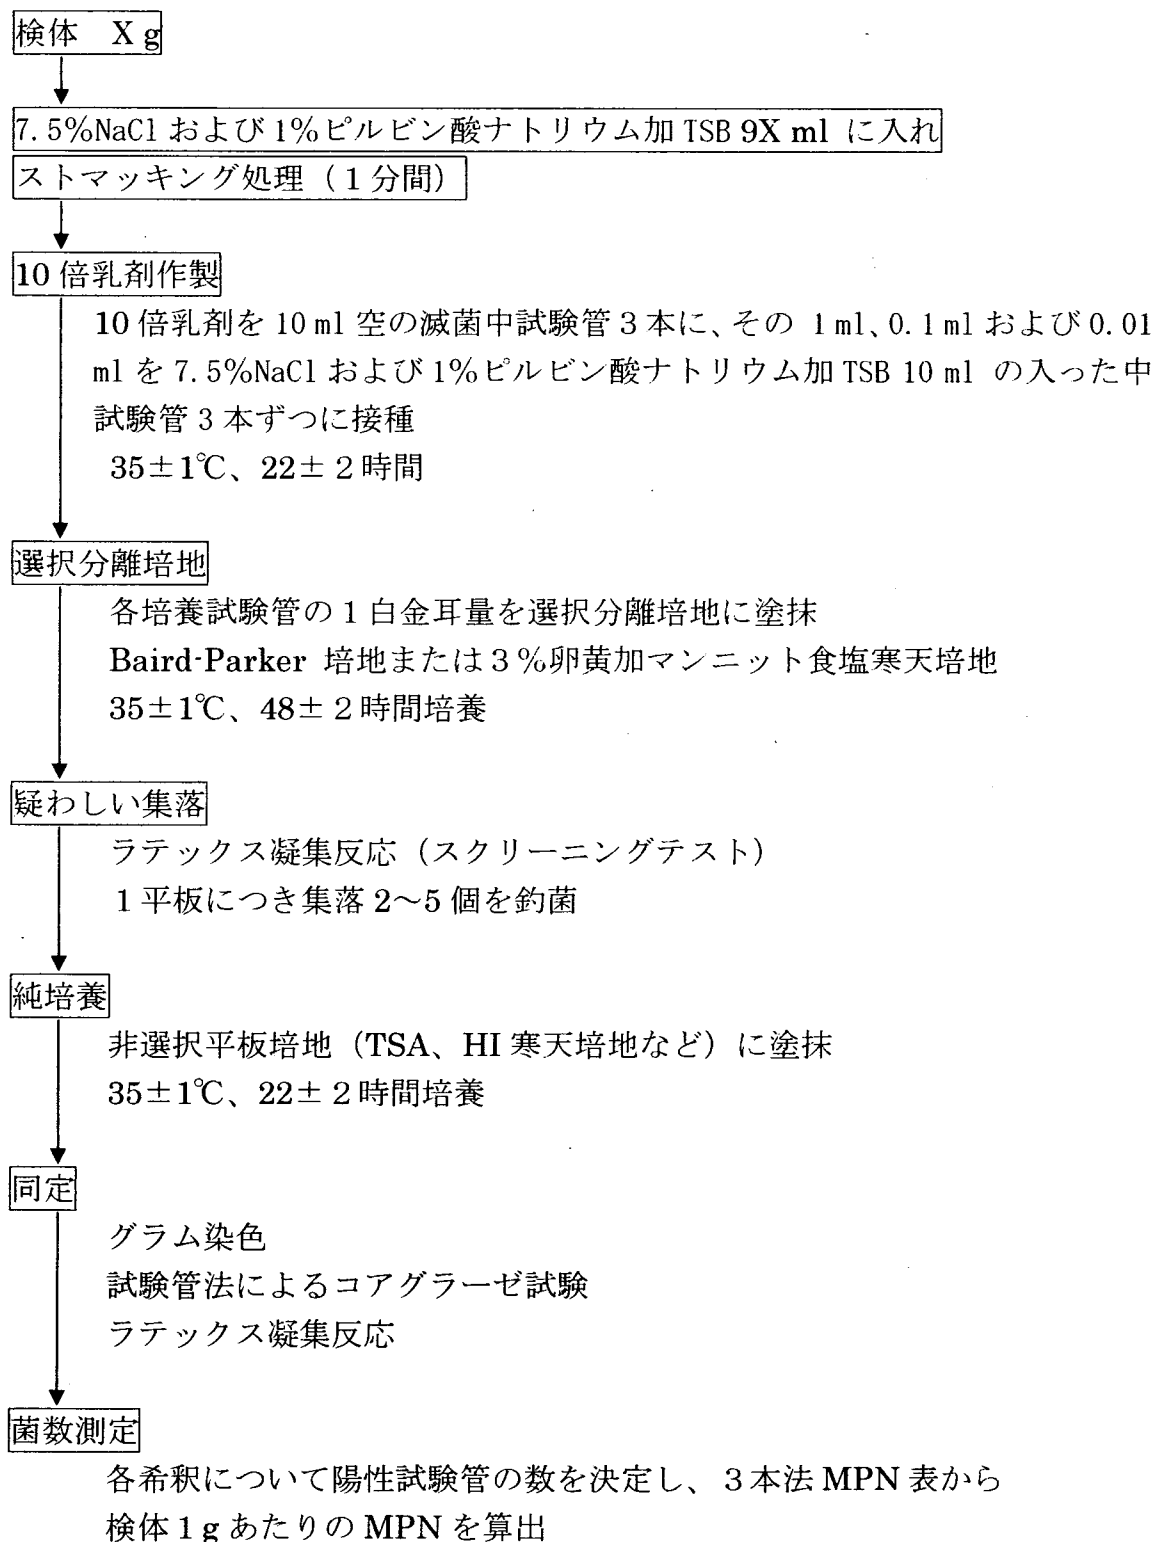 検体　X g
7.5%NaCl および 1%ピルビン酸ナトリウム加 TSB 9X ml に入れ
ストマッキング処理（１分間）
10 倍乳剤作製
10 倍乳剤を 10 ml 空の滅菌中試験管３本に、その 1 ml、0.1 ml および 0.01
ml を 7.5%NaCl および 1%ピルビン酸ナトリウム加 TSB 10 ml の入った中
試験管３本ずつに接種
35±1℃、22±２時間
選択分離培地
各培養試験管の１白金耳量を選択分離培地に塗抹
Baird-Parker 培地または３%卵黄加マンニット食塩寒天培地
35±1℃、48±２時間培養
疑わしい集落
ラテックス凝集反応（スクリーニングテスト）
１平板につき集落 2～5 個を釣菌
純培養
非選択平板培地（TSA、HI 寒天培地など）に塗抹
35±1℃、22±２時間培養
同定
グラム染色
試験管法によるコアグラーゼ試験
ラテックス凝集反応
菌数測定
各希釈について陽性試験管の数を決定し、３本法 MPN 表から
検体１g あたりの MPN を算出